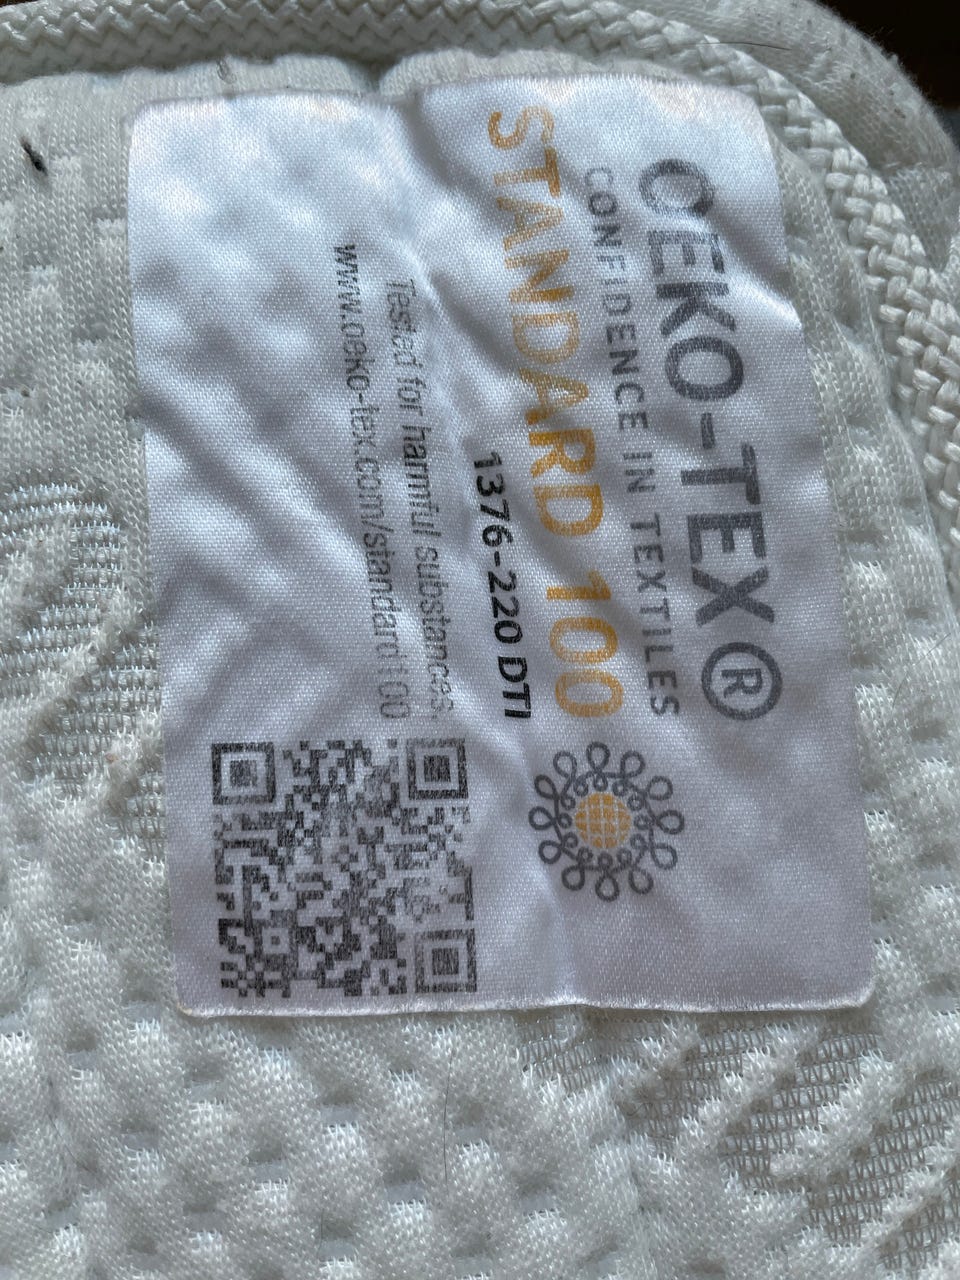 OEKO-TEX®
CONFIDENCE IN TEXTILES
STANDARD 100
1376-220 DTI
Tested for harmful substances.
www.oeko-tex.com/standard100